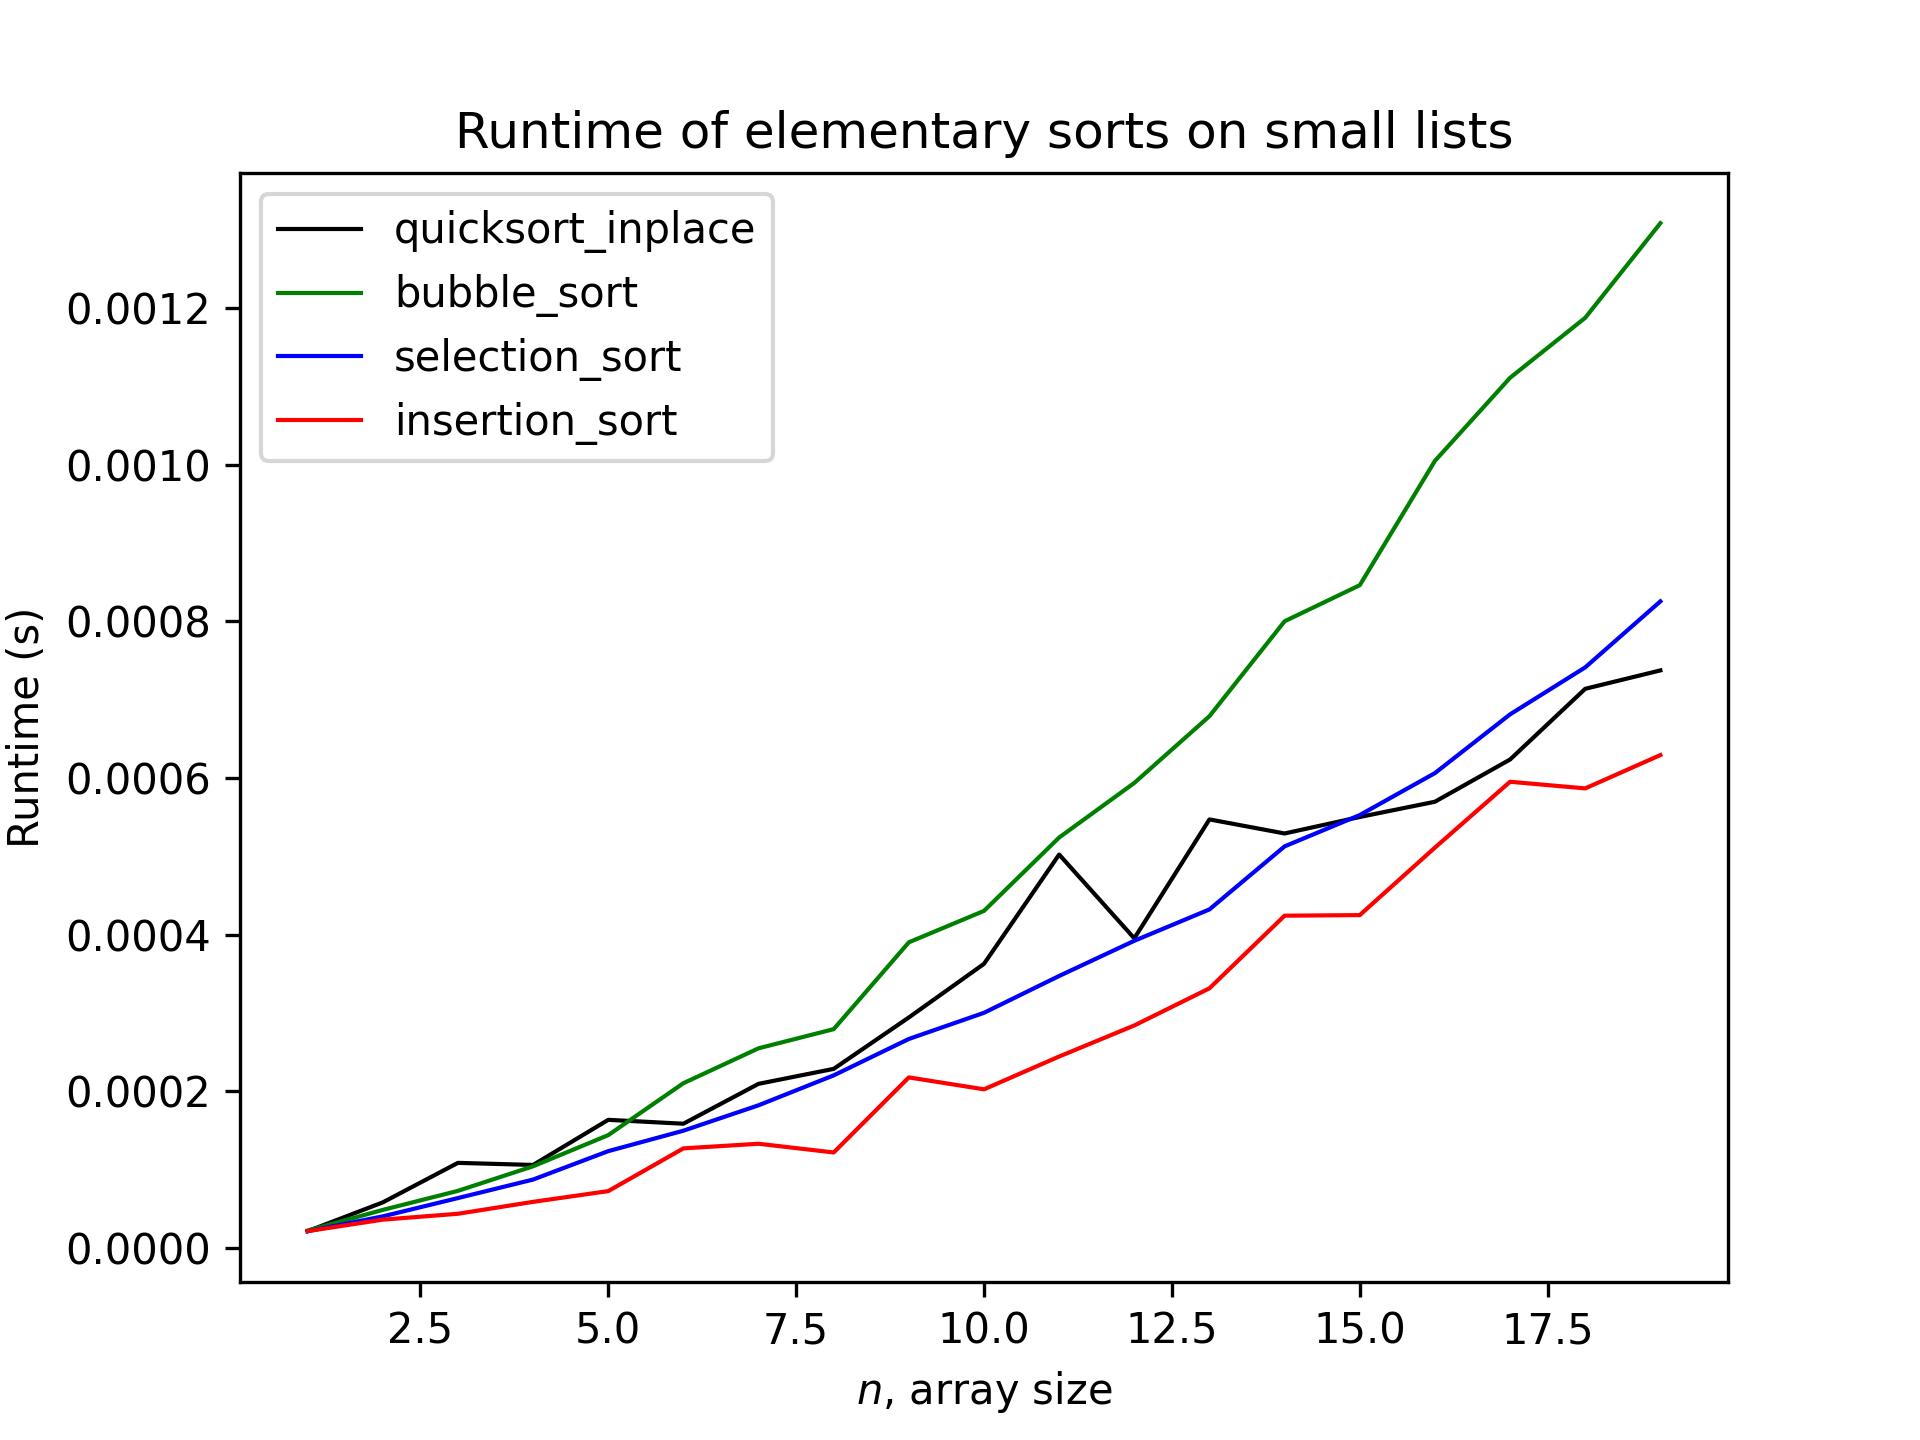 Runtime of elementary sorts on small lists
quicksort_inplace
bubble_sort
selection_sort
insertion_sort
0.0012
0.0010
0.0008
0.0006
0.0004
0.0002
0.0000
Runtime (s)
2.5 5.0 7.5 10.0 12.5 15.0 17.5
n, array size